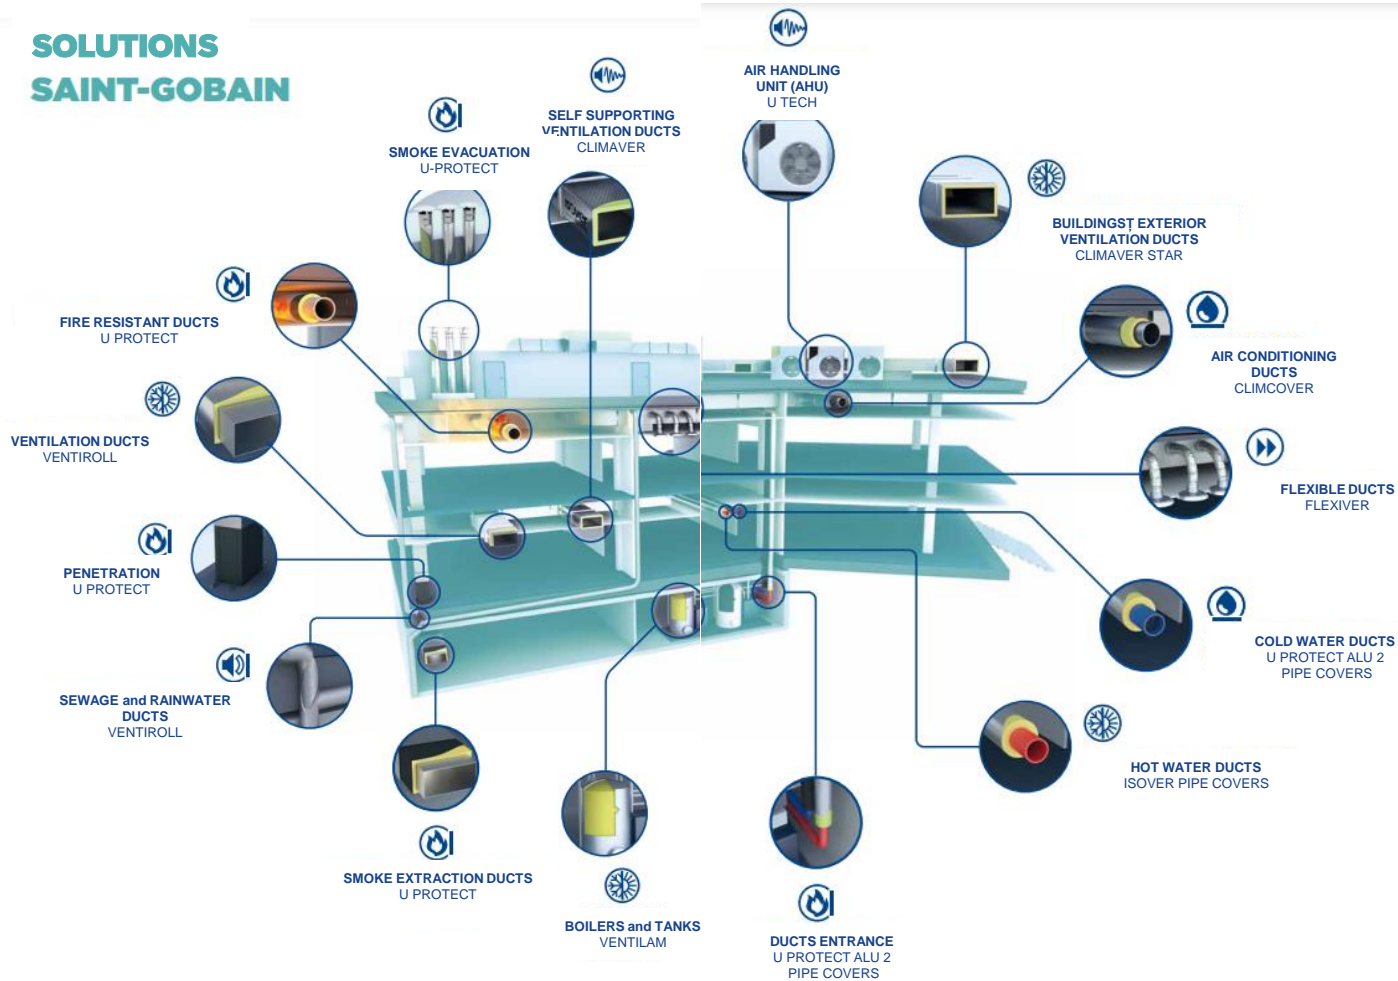 SOLUTIONS
SAINT-GOBAIN
AIR HANDLING
UNIT (AHU)
U TECH
SELF SUPPORTING
VENTILATION DUCTS
CLIMAVER
SMOKE EVACUATION
U-PROTECT
BUILDINGST EXTERIOR
VENTILATION DUCTS
CLIMAVER STAR
FIRE RESISTANT DUCTS
U PROTECT
AIR CONDITIONING
DUCTS
CLIMCOVER
VENTILATION DUCTS
VENTIROLL
FLEXIBLE DUCTS
FLEXIVER
PENETRATION
U PROTECT
COLD WATER DUCTS
U PROTECT ALU 2
PIPE COVERS
SEWAGE and RAINWATER
DUCTS
VENTIROLL
HOT WATER DUCTS
ISOVER PIPE COVERS
SMOKE EXTRACTION DUCTS
U PROTECT
BOILERS and TANKS
VENTILAM
DUCTS ENTRANCE
U PROTECT ALU 2
PIPE COVERS